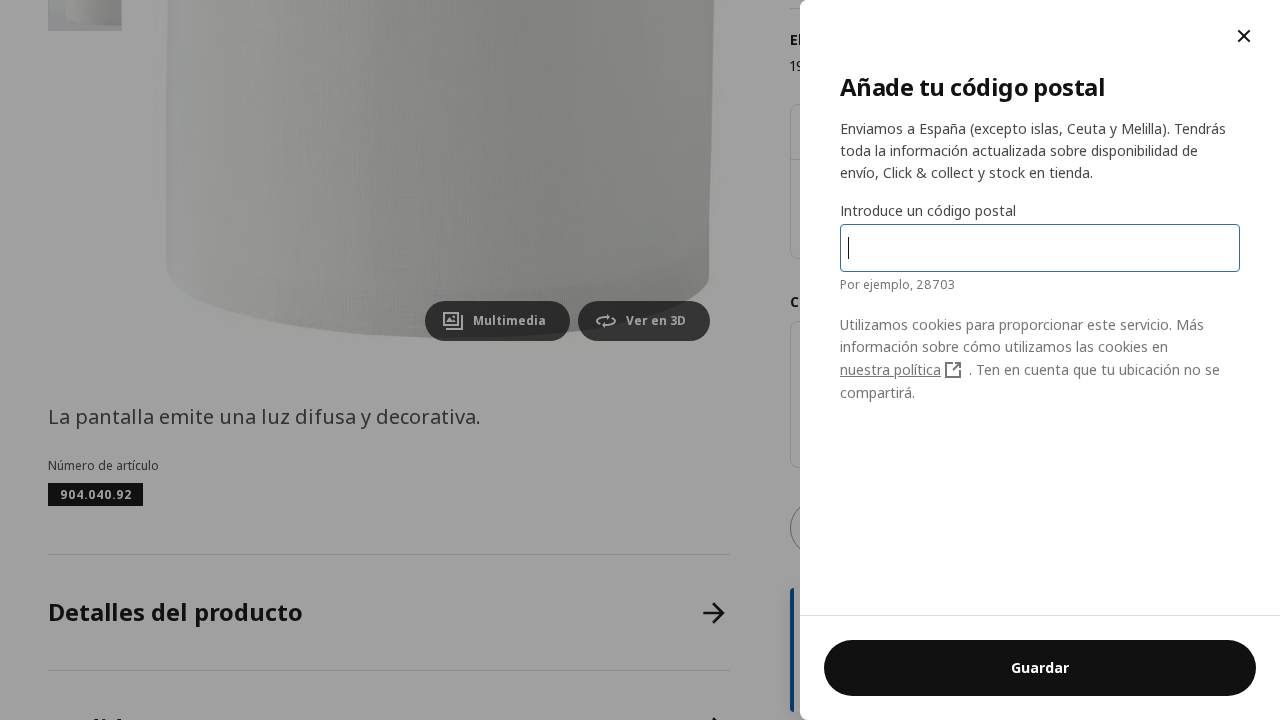 Multimedia
Ver en 3D
La pantalla emite una luz difusa y decorativa.
Número de artículo
904.040.92
Detalles del producto
Añade tu código postal
Enviamos a España (excepto islas, Ceuta y Melilla). Tendrás
toda la información actualizada sobre disponibilidad de
envío, Click & collect y stock en tienda.
Introduce un código postal
Por ejemplo, 28703
Utilizamos cookies para proporcionar este servicio. Más
información sobre cómo utilizamos las cookies en
nuestra política . Ten en cuenta que tu ubicación no se
compartirá.
Guardar